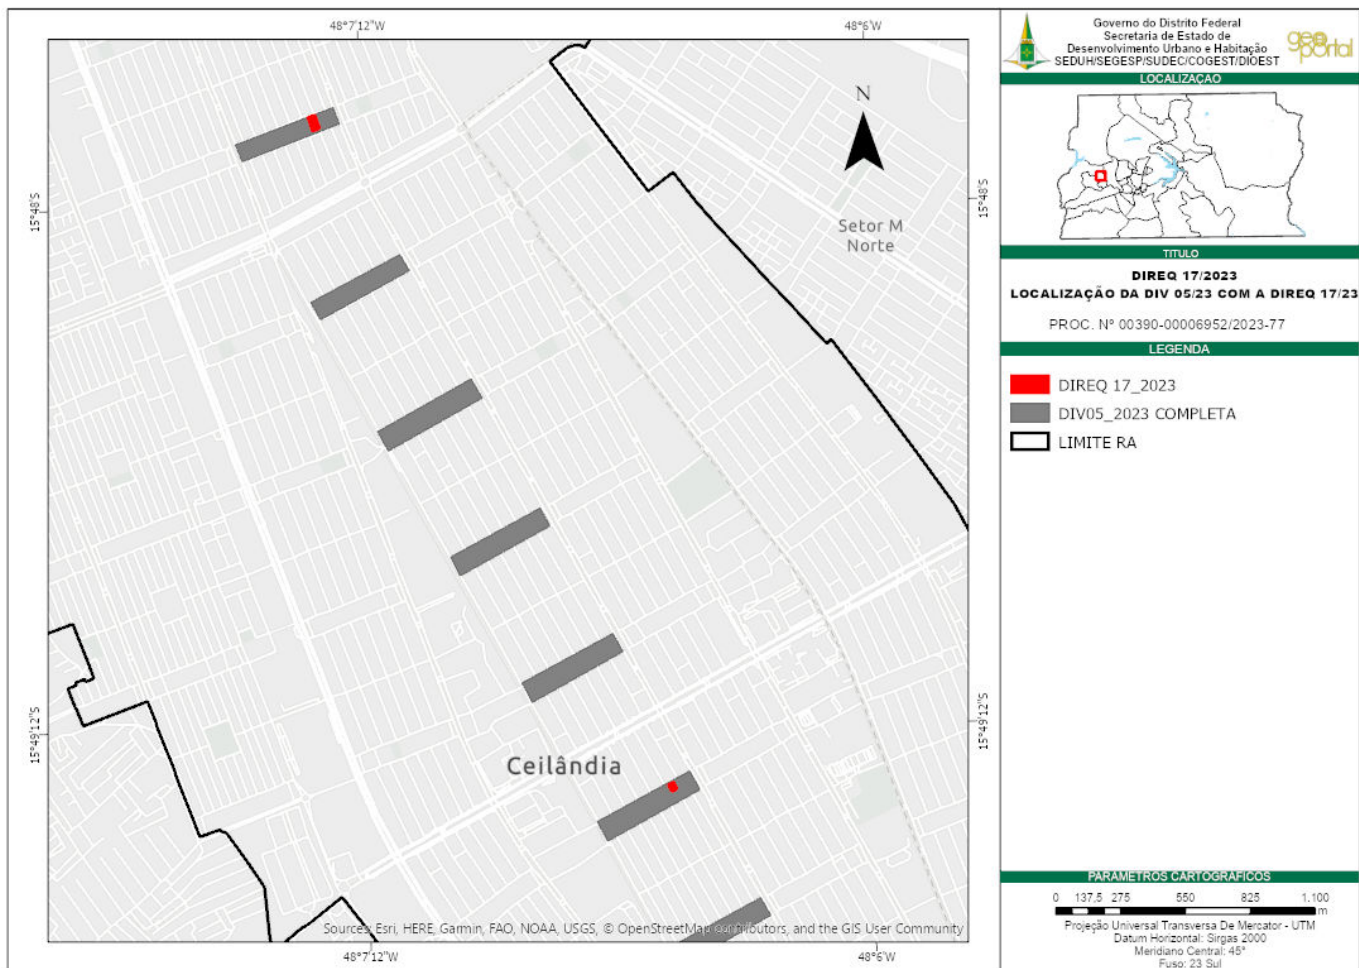 48°7'12"W
48°6'W
15°48'S
15°48'S
N
Setor M
Norte
15°49'12"S
15°49'12"S
Ceilândia
Sources: Esri, HERE, Garmin, FAO, NOAA, USGS, © OpenStreetMap contributors, and the GIS User Community
48°7'12"W
48°6'W
Governo do Distrito Federal
Secretaria de Estado de
Desenvolvimento Urbano e Habitação
SEDUH/SEGESP/SUDEC/COGEST/DIOEST
geo
portal
LOCALIZAÇAO
TITULO
DIREQ 17/2023
LOCALIZAÇÃO DA DIV 05/23 COM A DIREQ 17/23
PROC. Nº 00390-00006952/2023-77
LEGENDA
DIREQ 17_2023
DIV05_2023 COMPLETA
LIMITE RA
PARAMETROS CARTOGRAFICOS
0 137,5 275 550 825 1.100
m
Projeção Universal Transversa De Mercator - UTM
Datum Horizontal: Sirgas 2000
Meridiano Central: 45°
Fuso: 23 Sul